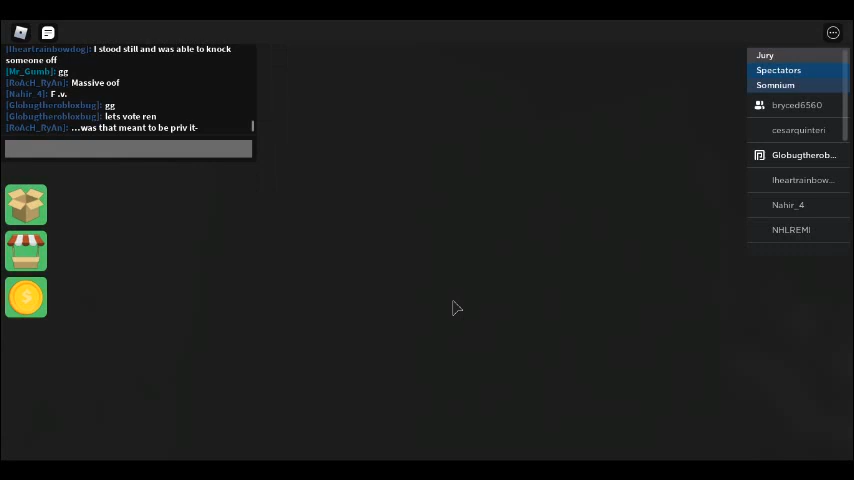 [Iheartrainbowdog]: I stood still and was able to knock
someone off
[Mr_Gumb]: gg
[RoAcH_RyAn]: Massive oof
[Nahir_4]: F .v.
[Globugtherobloxbug]: gg
[Globugtherobloxbug]: lets vote ren
[RoAcH_RyAn]: ...was that meant to be priv it-
Jury
Spectators
Somnium
bryced6560
cesarquinteri
Globugtherob...
Iheartrainbow...
Nahir_4
NHLREMI